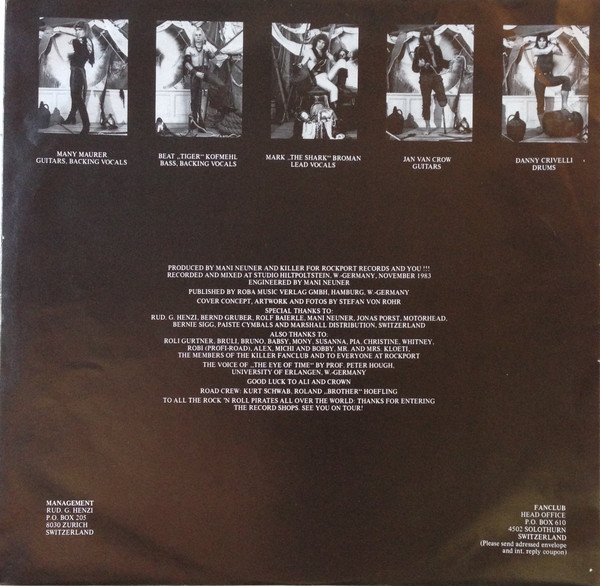 MANY MAURER
GUITARS, BACKING VOCALS
BEAT „TIGER“ KOFMEHL
BASS, BACKING VOCALS
MARK „THE SHARK“ BROMAN
LEAD VOCALS
JAN VAN CROW
GUITARS
DANNY CRIVELLI
DRUMS
PRODUCED BY MANI NEUNER AND KILLER FOR ROCKPORT RECORDS AND YOU !!!
RECORDED AND MIXED AT STUDIO HILTPOLTSTEIN, W.-GERMANY, NOVEMBER 1983
ENGINEERED BY MANI NEUNER
PUBLISHED BY ROBA MUSIC VERLAG GMBH, HAMBURG, W.-GERMANY
COVER CONCEPT, ARTWORK AND FOTOS BY STEFAN VON ROHR
SPECIAL THANKS TO:
RUD. G. HENZI, BERND GRUBER, ROLF BAIERLE, MANI NEUNER, JONAS PORST, MOTORHEAD,
BERNIE SIGG, PAISTE CYMBALS AND MARSHALL DISTRIBUTION, SWITZERLAND
ALSO THANKS TO:
ROLI GURTNER, BRULI, BRUNO, BABSY, MONY, SUSANNA, PIA, CHRISTINE, WHITNEY,
ROBI (PROFI-ROAD), ALEX, MICHI AND BOBBY, MR. AND MRS. KLOETI,
THE MEMBERS OF THE KILLER FANCLUB AND TO EVERYONE AT ROCKPORT
THE VOICE OF „THE EYE OF TIME“ BY PROF. PETER HOUGH,
UNIVERSITY OF ERLANGEN, W.-GERMANY
GOOD LUCK TO ALI AND CROWN
ROAD CREW: KURT SCHWAB, ROLAND „BROTHER“ HOEFLING
TO ALL THE ROCK 'N ROLL PIRATES ALL OVER THE WORLD: THANKS FOR ENTERING
THE RECORD SHOPS. SEE YOU ON TOUR!
MANAGEMENT
RUD. G. HENZI
P.O. BOX 205
8030 ZURICH
SWITZERLAND
FANCLUB
HEAD OFFICE
P.O. BOX 610
4502 SOLOTHURN
SWITZERLAND
(Please send adressed envelope
and int. reply coupon)